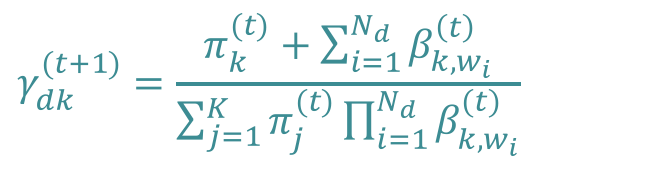 γ_{dk}^{(t+1)} = \frac{π_k^{(t)} + \sum_{i=1}^{N_d} β_{k,w_i}^{(t)}}{\sum_{j=1}^{K} π_j^{(t)} \prod_{i=1}^{N_d} β_{k,w_i}^{(t)}}